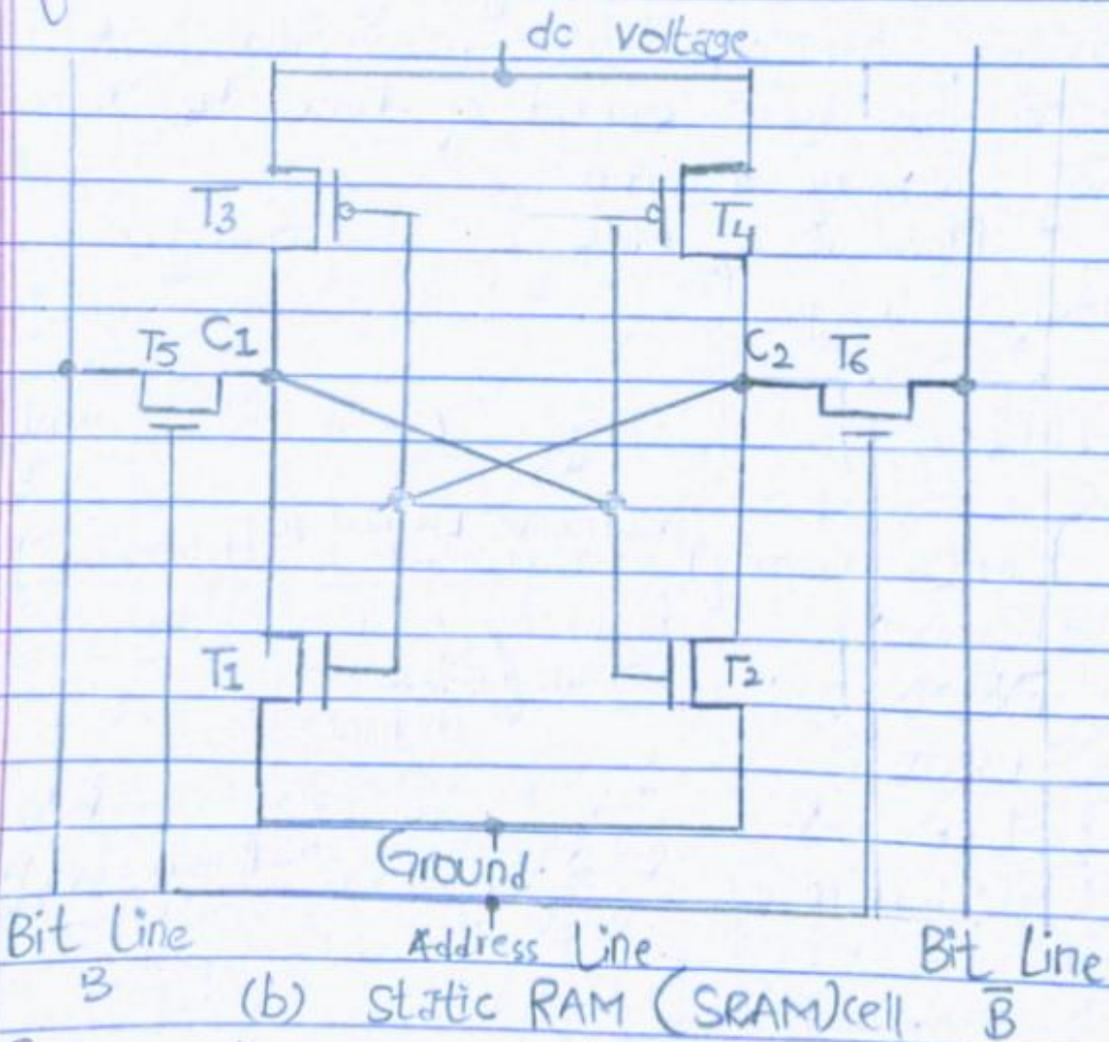 dc voltage
T3
T4
T5 C1
C2 T6
T1
T2
Ground
Bit Line Address Line Bit Line
B (b) Static RAM (SRAM) cell B̅